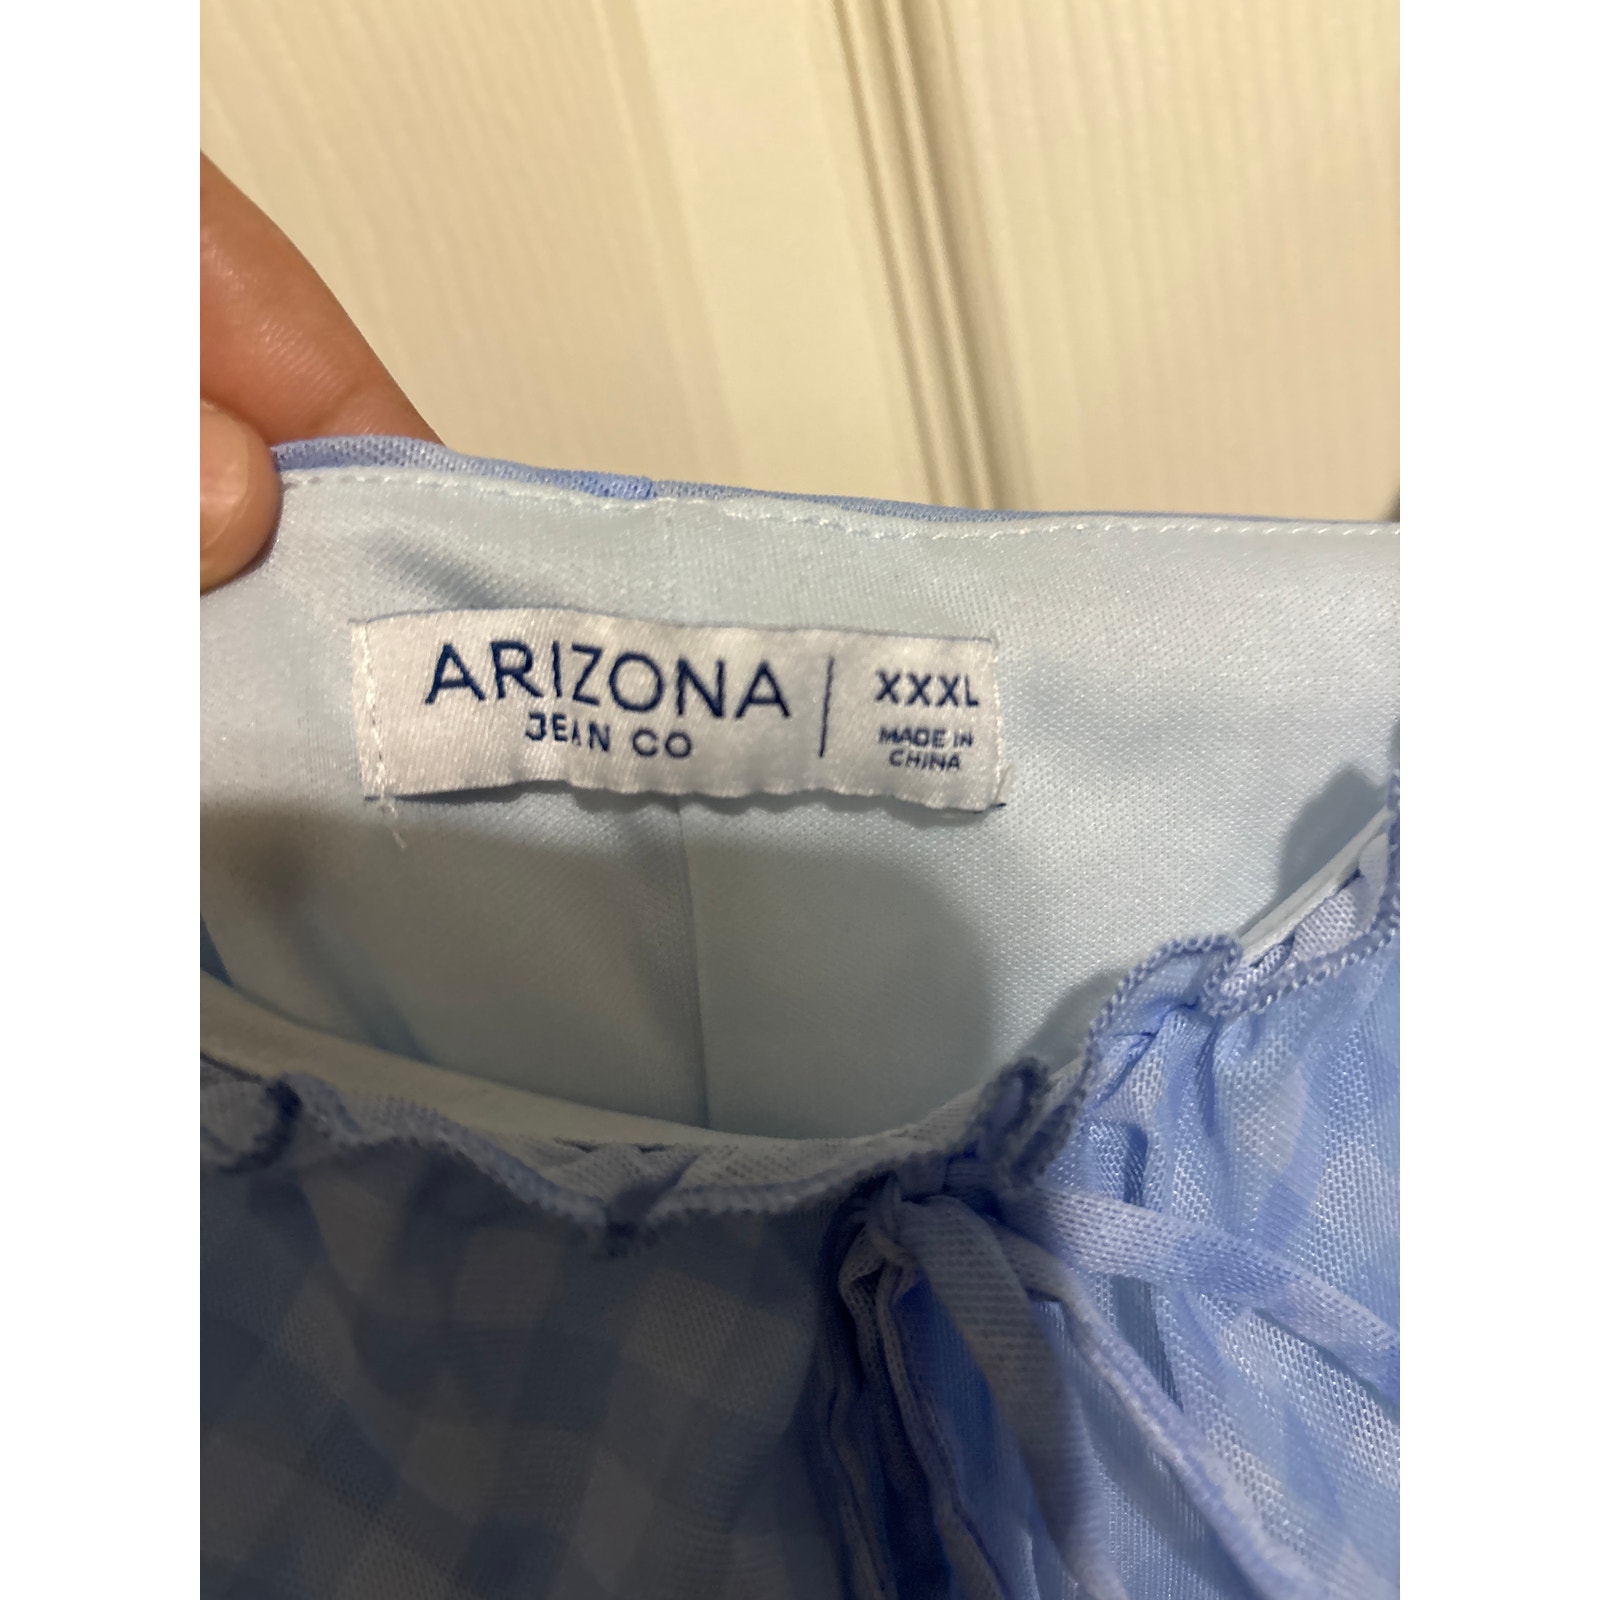 ARIZONA
JEAN CO
XXXL
MADE IN
CHINA